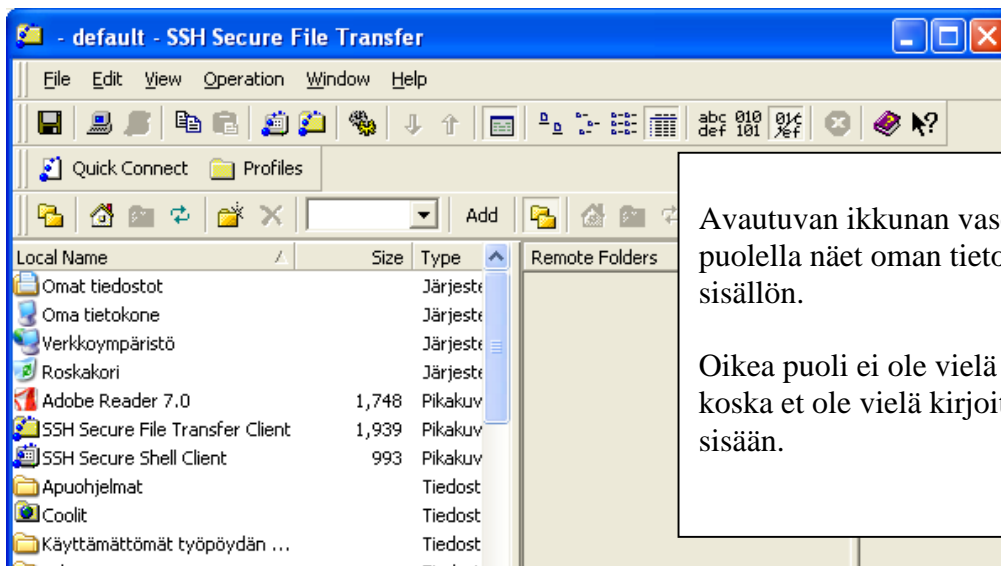 - default - SSH Secure File Transfer
File Edit View Operation Window Help
abc 010
def 101
Quick Connect Profiles
Add
Local Name Size Type Remote Folders
Omat tiedostot Järjeste
Oma tietokone Järjeste
Verkkoympäristö Järjeste
Roskakori Järjeste
Adobe Reader 7.0 1,748 Pikakuv
SSH Secure File Transfer Client 1,939 Pikakuv
SSH Secure Shell Client 993 Pikakuv
Apuohjelmat Tiedost
Coolit Tiedost
Käyttämättömät työpöydän ... Tiedost
Avautuvan ikkunan vas
puolella näet oman tieto
sisällön.
Oikea puoli ei ole vielä
koska et ole vielä kirjoit
sisään.